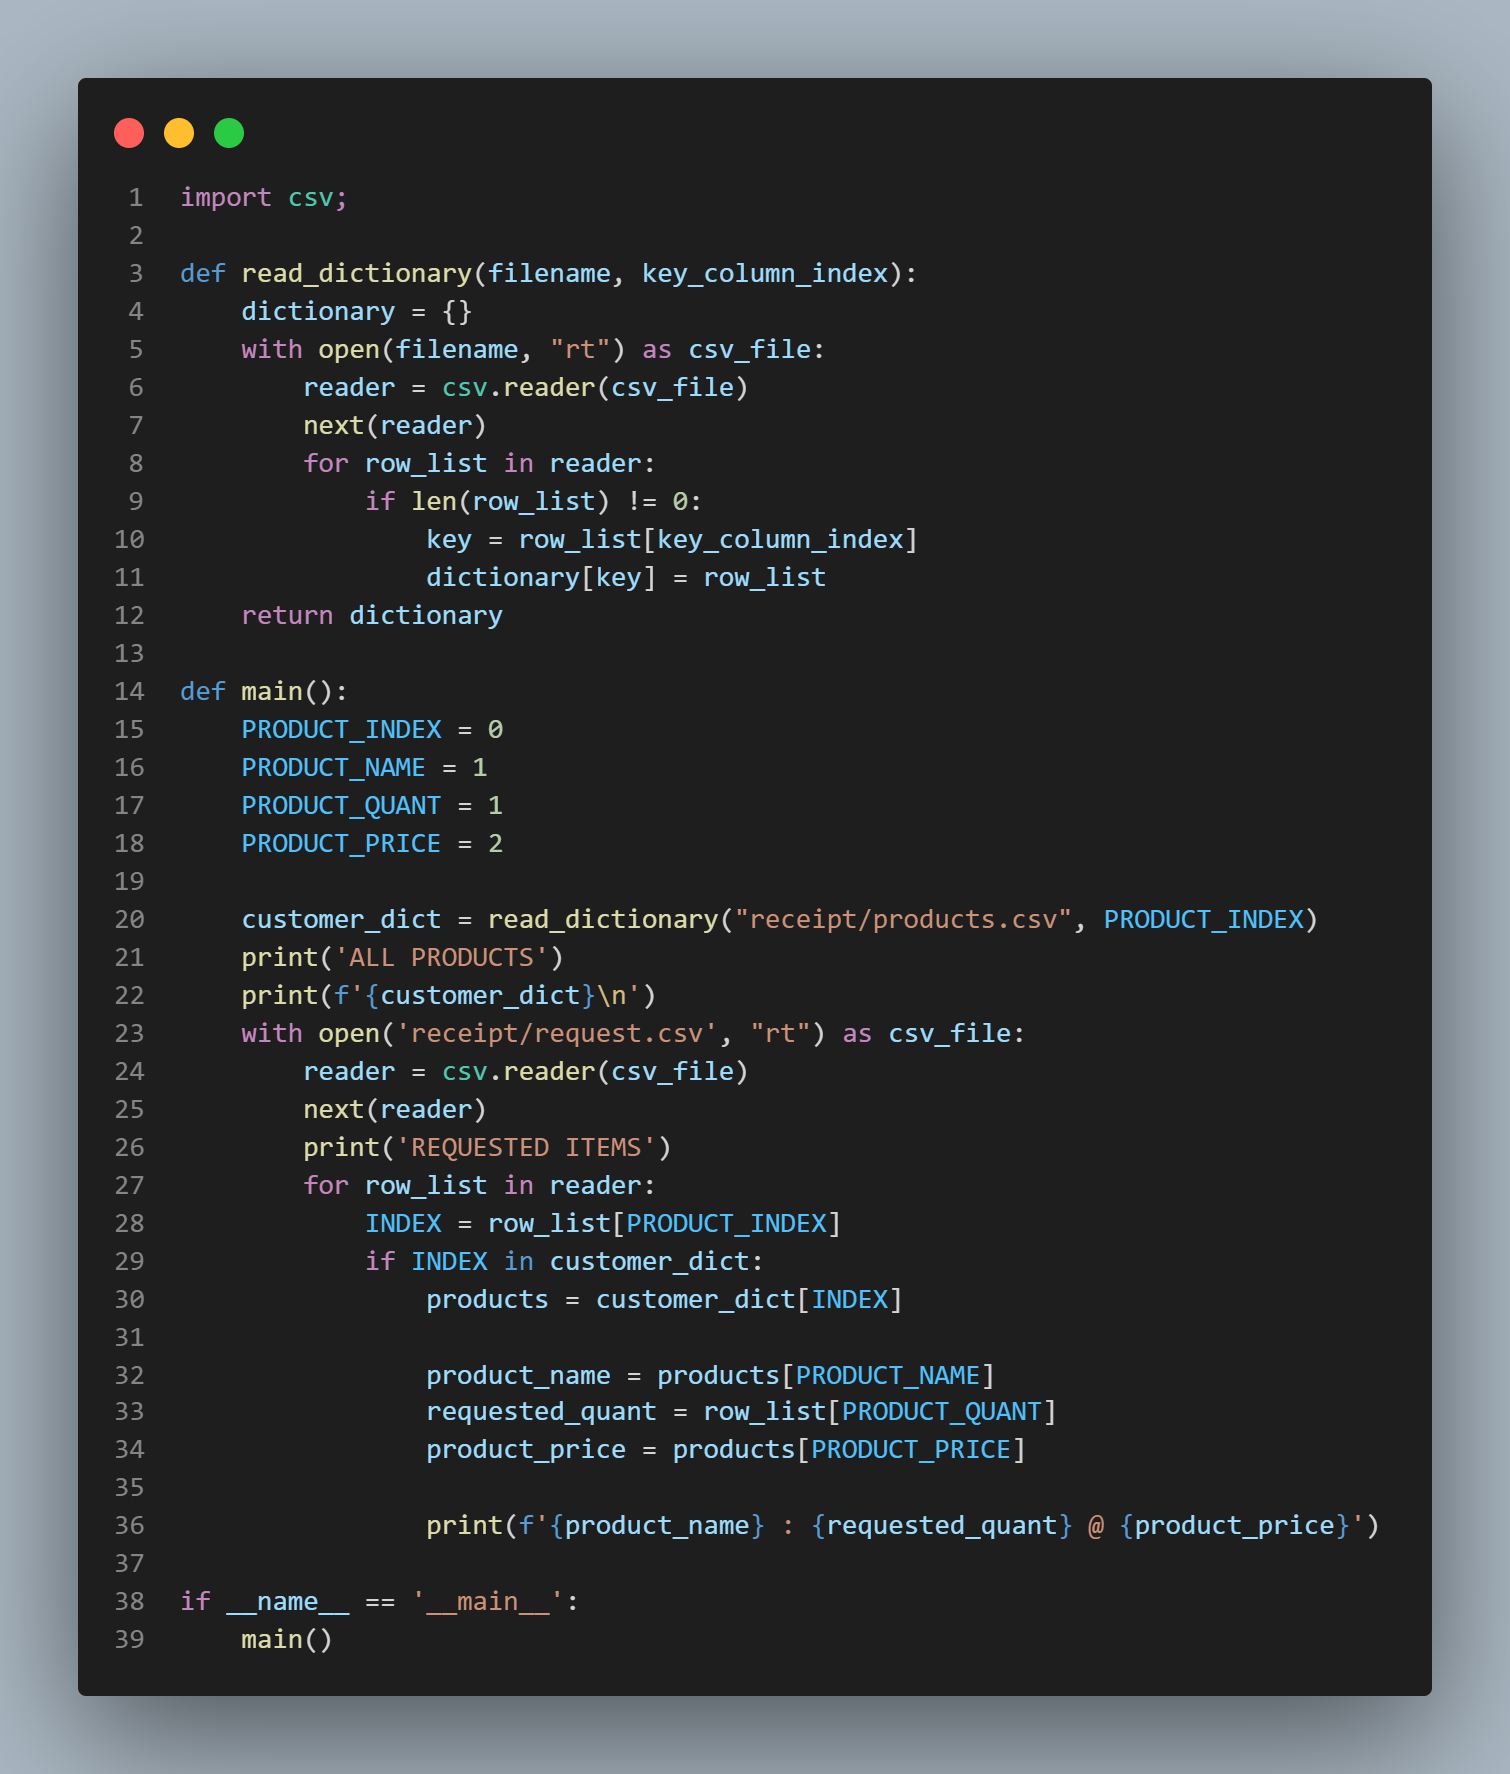 1 import csv;
2
3 def read_dictionary(filename, key_column_index):
4     dictionary = {}
5     with open(filename, "rt") as csv_file:
6         reader = csv.reader(csv_file)
7         next(reader)
8         for row_list in reader:
9             if len(row_list) != 0:
10                 key = row_list[key_column_index]
11                 dictionary[key] = row_list
12     return dictionary
13
14 def main():
15     PRODUCT_INDEX = 0
16     PRODUCT_NAME = 1
17     PRODUCT_QUANT = 1
18     PRODUCT_PRICE = 2
19
20     customer_dict = read_dictionary("receipt/products.csv", PRODUCT_INDEX)
21     print('ALL PRODUCTS')
22     print(f'{customer_dict}\n')
23     with open('receipt/request.csv', "rt") as csv_file:
24         reader = csv.reader(csv_file)
25         next(reader)
26         print('REQUESTED ITEMS')
27         for row_list in reader:
28             INDEX = row_list[PRODUCT_INDEX]
29             if INDEX in customer_dict:
30                 products = customer_dict[INDEX]
31
32                 product_name = products[PRODUCT_NAME]
33                 requested_quant = row_list[PRODUCT_QUANT]
34                 product_price = products[PRODUCT_PRICE]
35
36                 print(f'{product_name} : {requested_quant} @ {product_price}')
37
38 if __name__ == '__main__':
39     main()